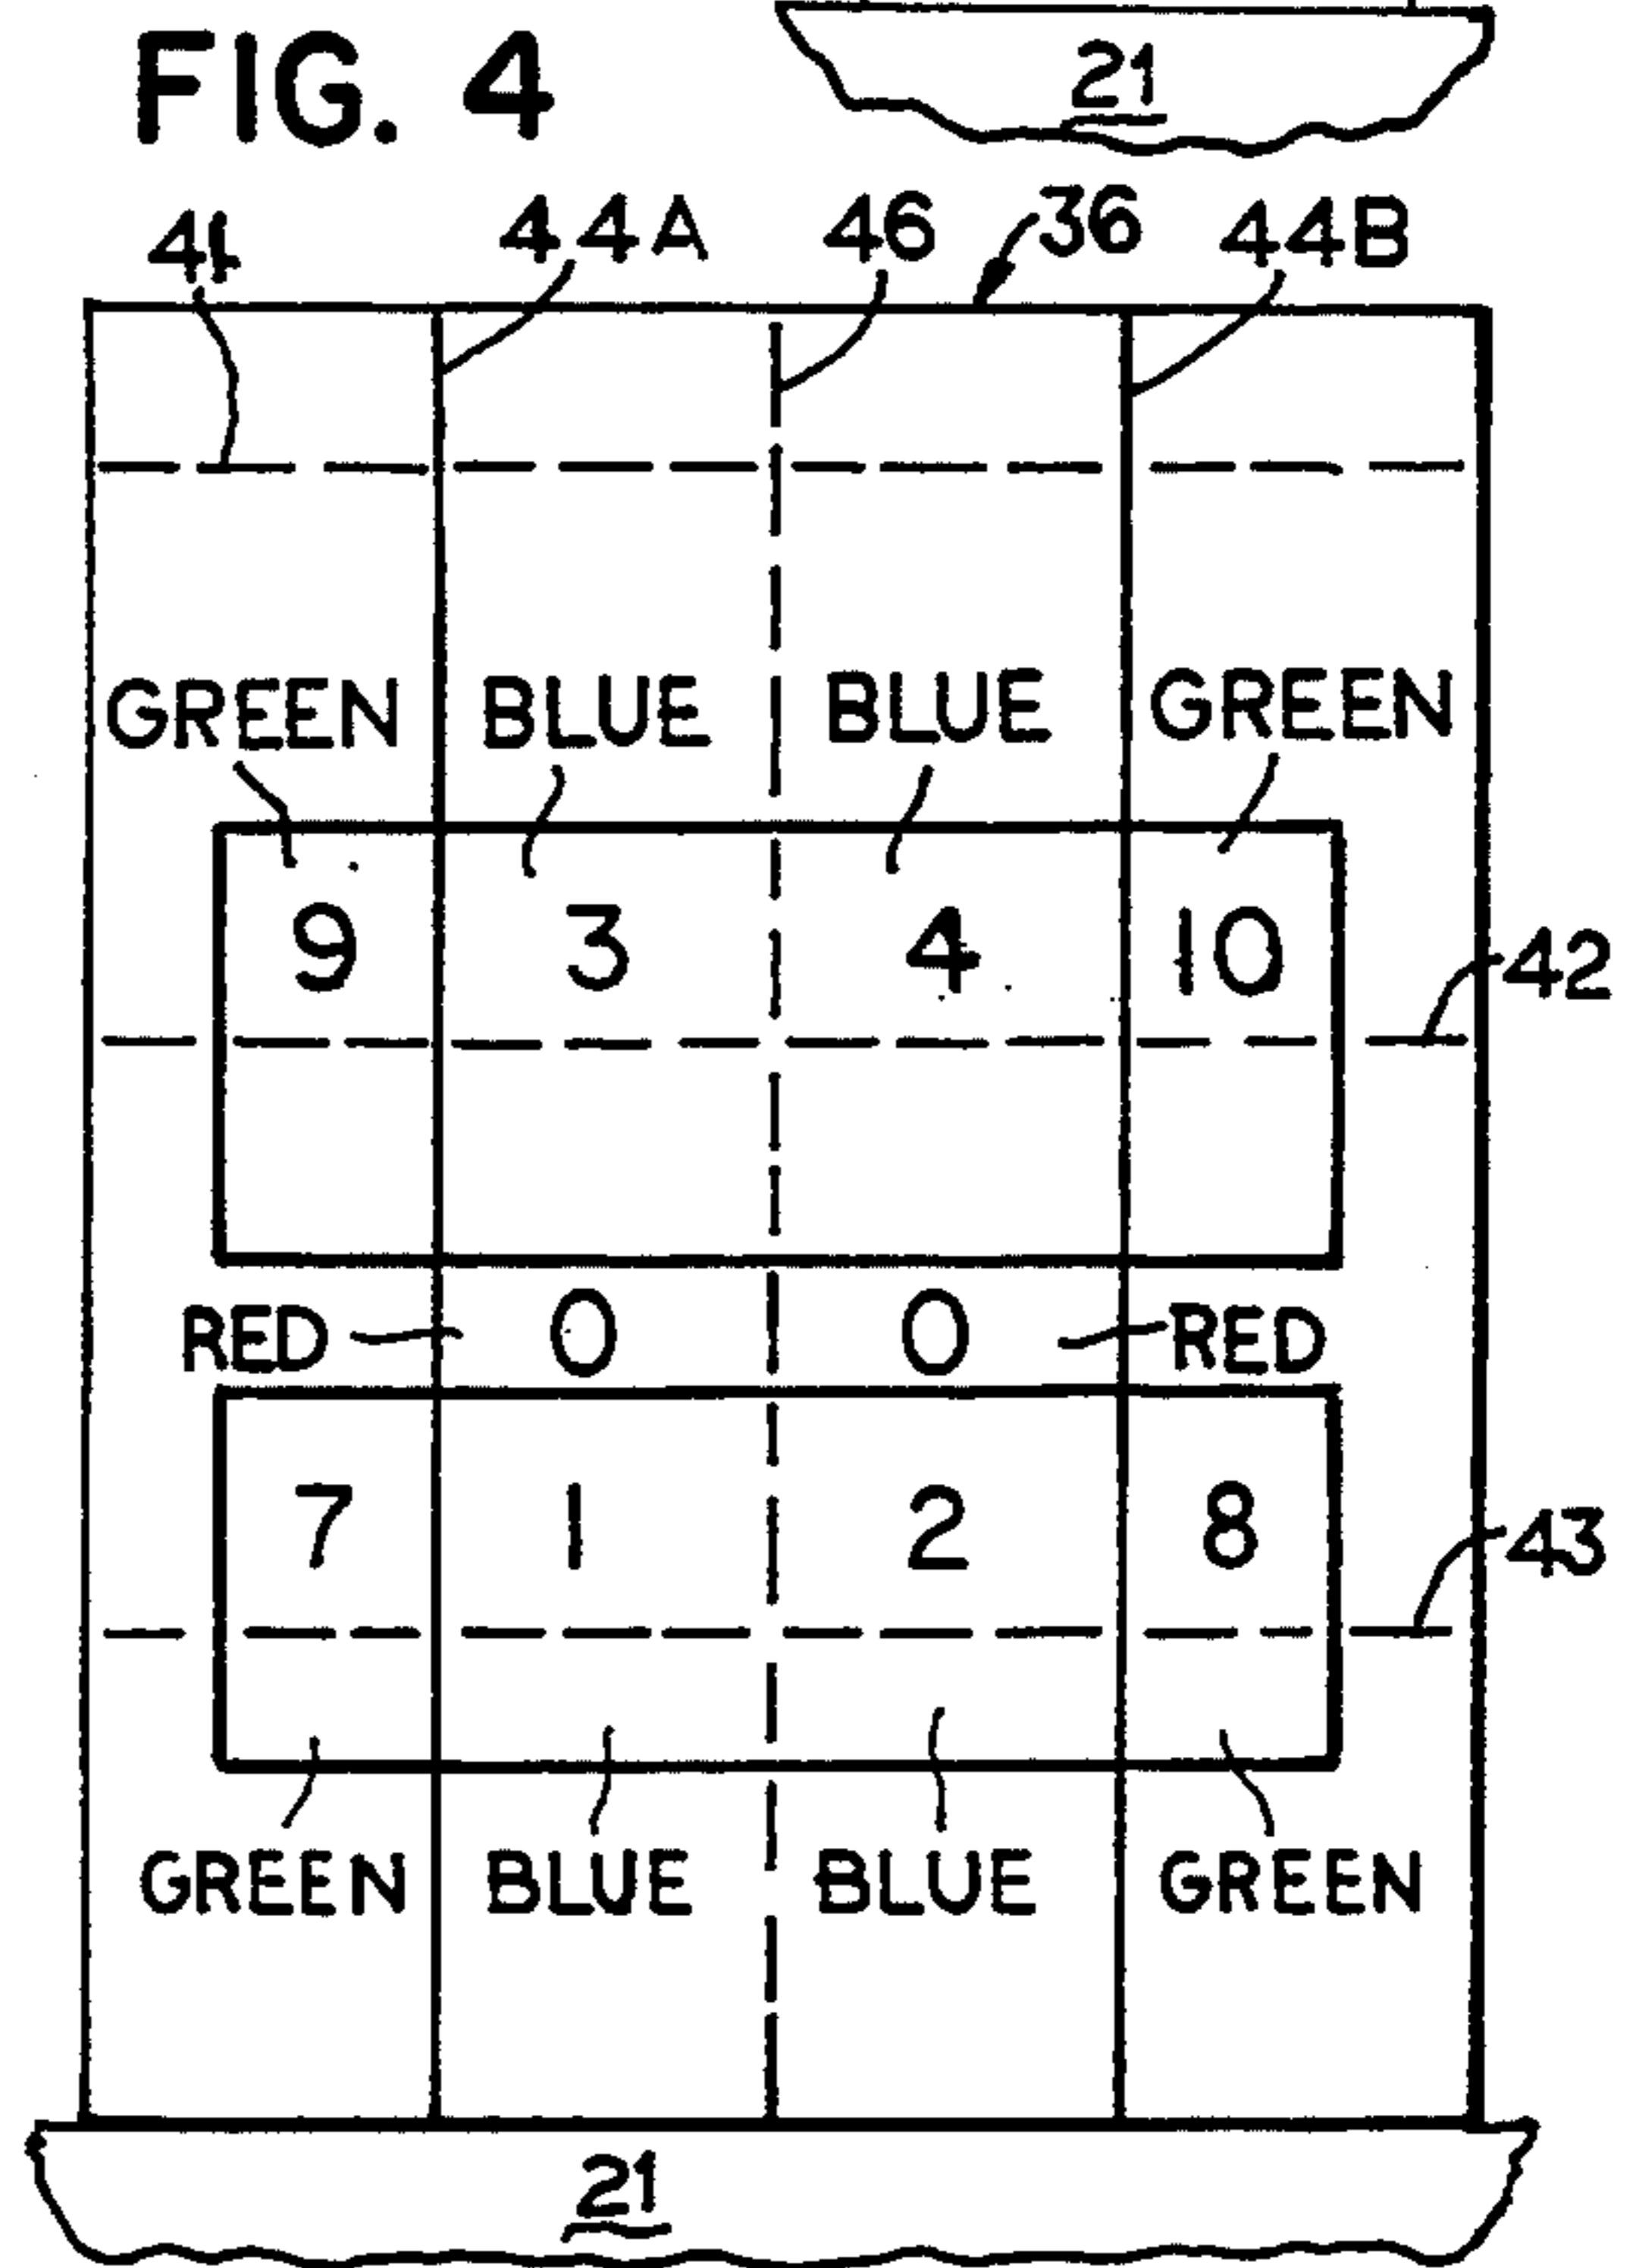 FIG. 4
21
41 44A 46 36 44B
GREEN BLUE BLUE GREEN
9 3 4 10
42
RED 0 0 RED
7 1 2 8
43
GREEN BLUE BLUE GREEN
21